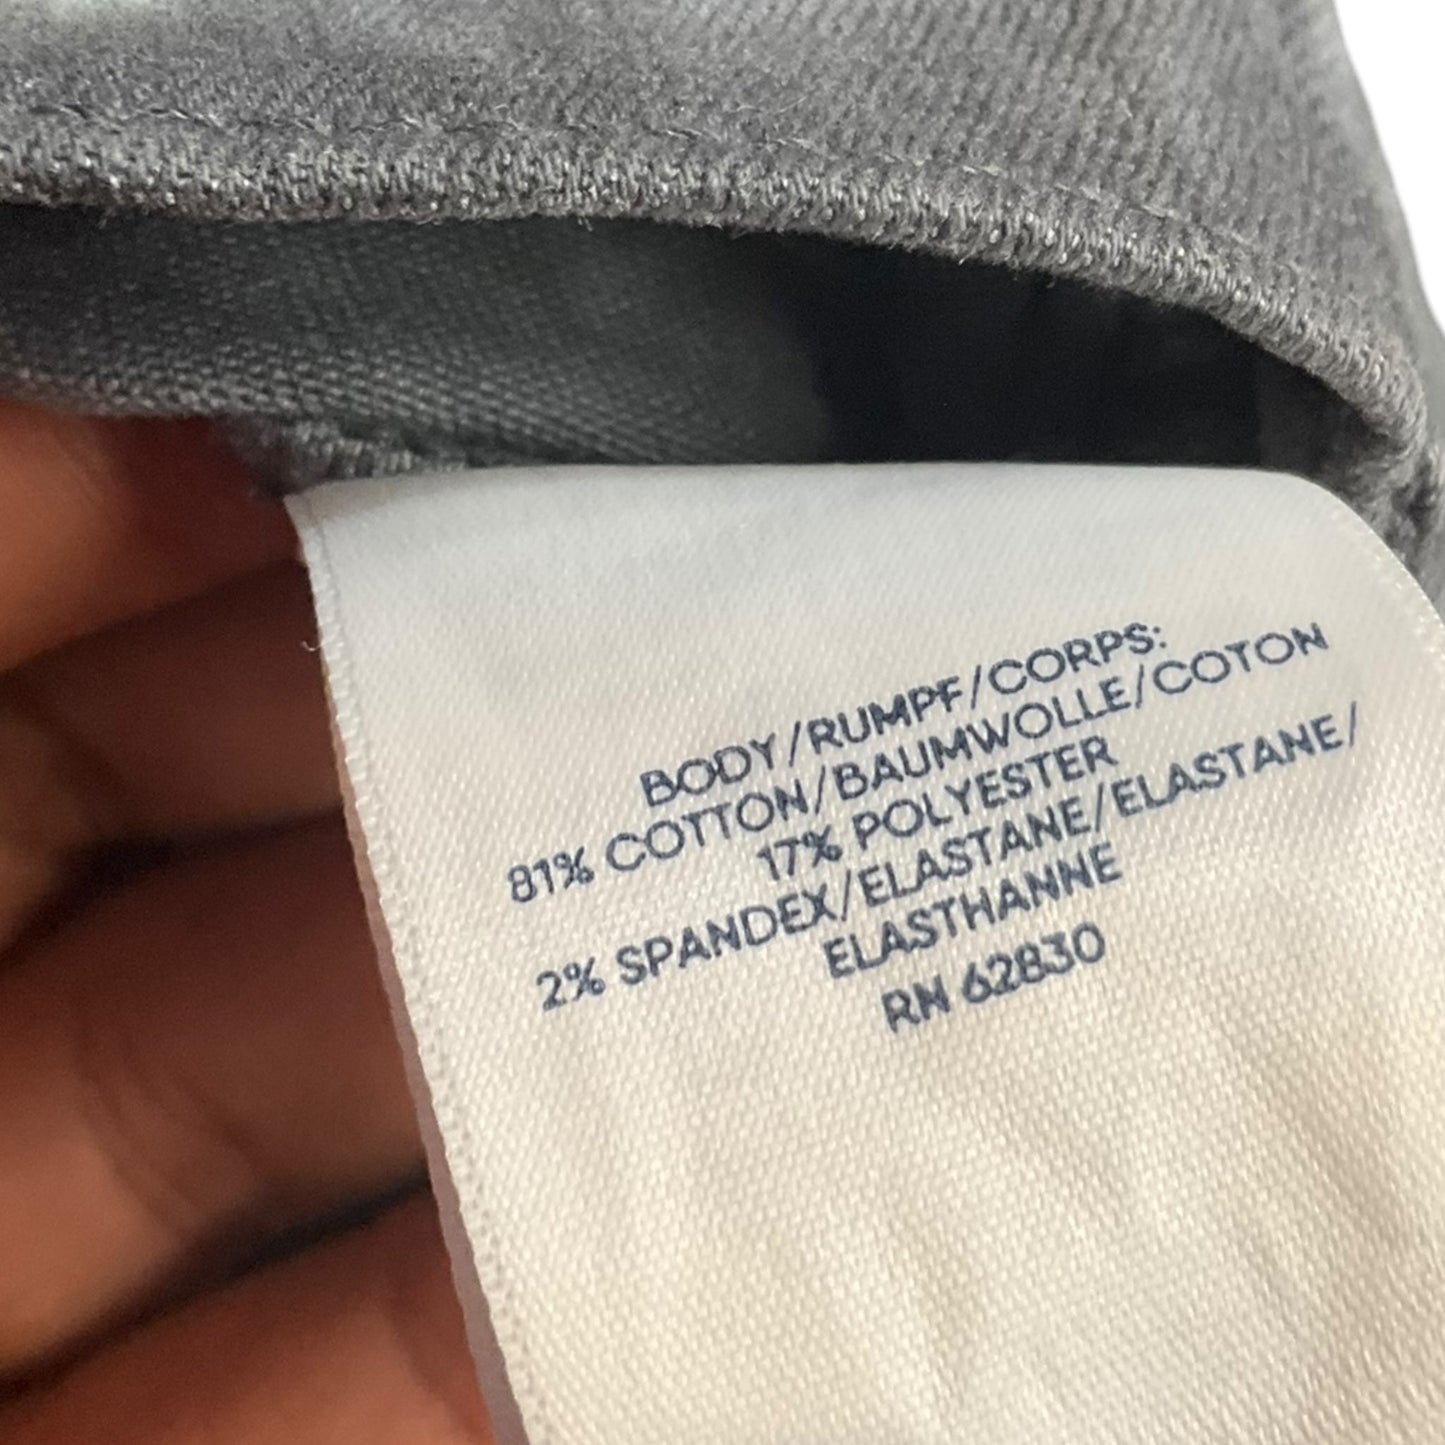 BODY/RUMPF/CORPS:
81% COTTON/BAUMWOLLE/COTON
17% POLYESTER
2% SPANDEX/ELASTANE/ELASTANE/
ELASTHANNE
RN 62830